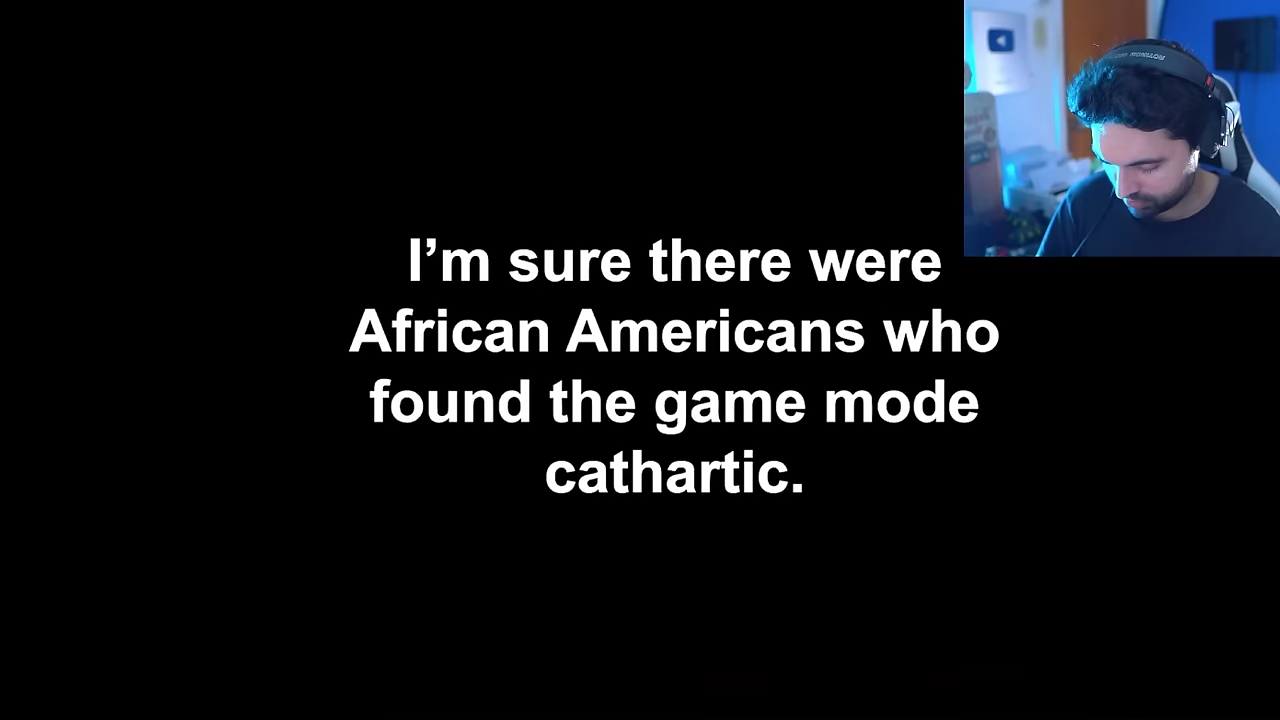 I’m sure there were
African Americans who
found the game mode
cathartic.